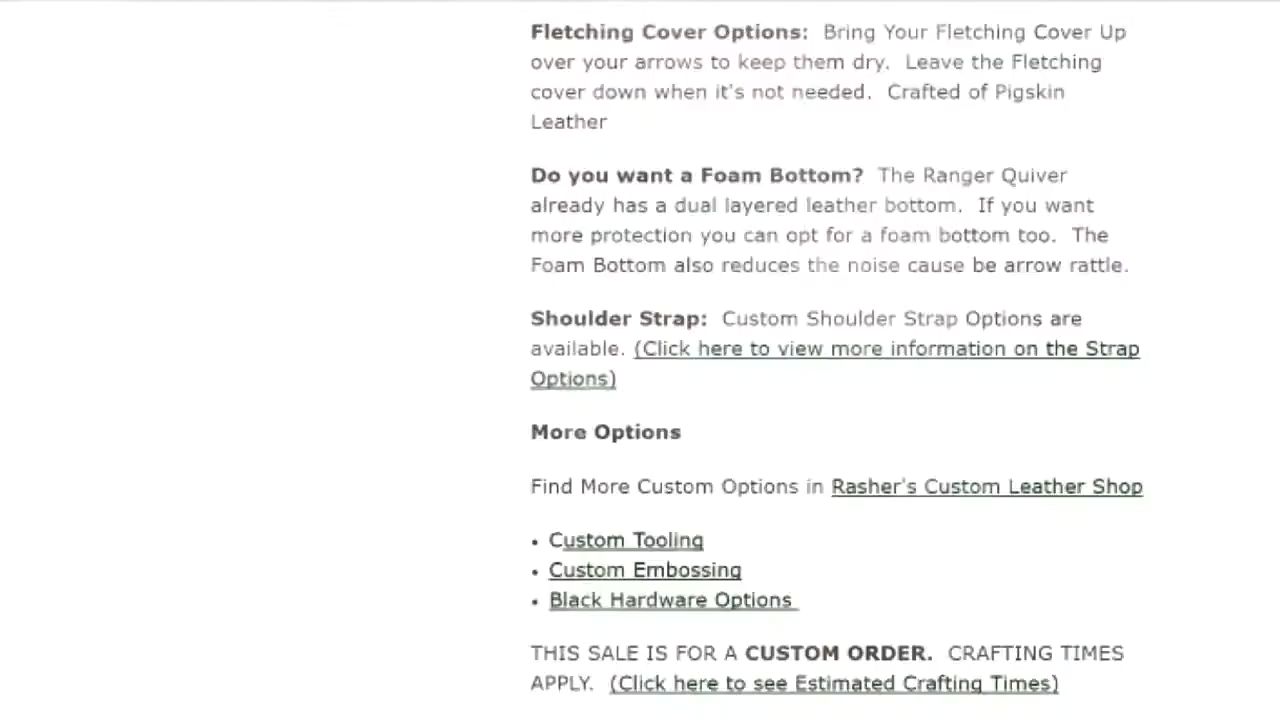 Fletching Cover Options:  Bring Your Fletching Cover Up
over your arrows to keep them dry.  Leave the Fletching
cover down when it's not needed.  Crafted of Pigskin
Leather
Do you want a Foam Bottom?  The Ranger Quiver
already has a dual layered leather bottom.  If you want
more protection you can opt for a foam bottom too.  The
Foam Bottom also reduces the noise cause be arrow rattle.
Shoulder Strap:  Custom Shoulder Strap Options are
available. (Click here to view more information on the Strap
Options)
More Options
Find More Custom Options in Rasher's Custom Leather Shop
• Custom Tooling
• Custom Embossing
• Black Hardware Options
THIS SALE IS FOR A CUSTOM ORDER.  CRAFTING TIMES
APPLY.  (Click here to see Estimated Crafting Times)